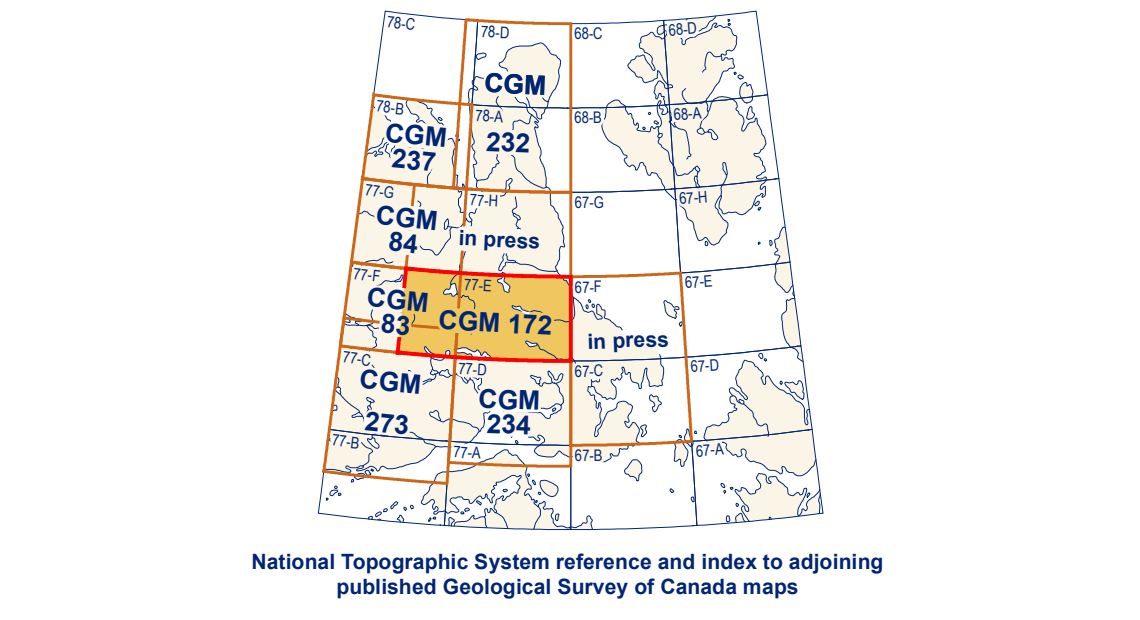 78-C
78-D
68-C
68-D
CGM
78-B
78-A
68-B
68-A
CGM
237
232
77-G
77-H
67-G
67-H
CGM
84
in press
77-F
77-E
67-F
67-E
CGM
83
CGM 172
in press
77-C
77-D
67-C
67-D
CGM
273
CGM
234
77-B
77-A
67-B
67-A
National Topographic System reference and index to adjoining
published Geological Survey of Canada maps